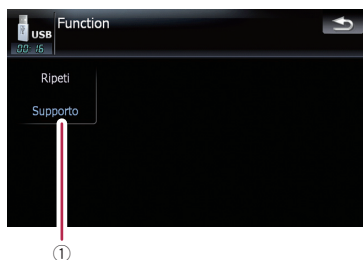 USB
Function
00:16
Ripeti
Supporto
①